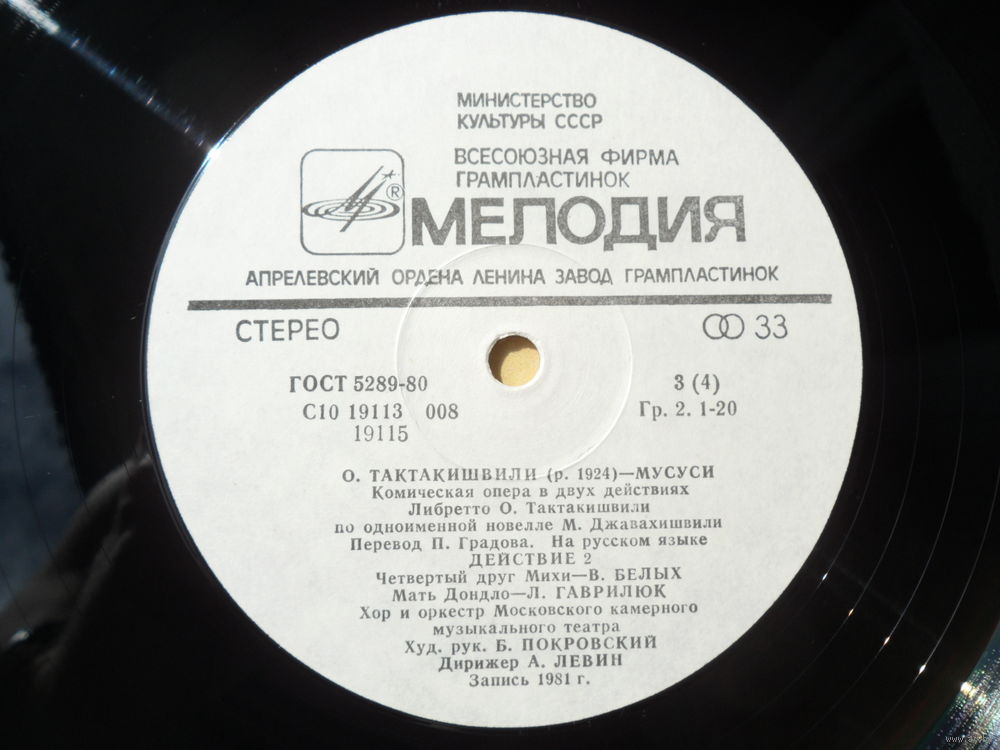 МИНИСТЕРСТВО
КУЛЬТУРЫ СССР
ВСЕСОЮЗНАЯ ФИРМА
ГРАМПЛАСТИНОК
®
МЕЛОДИЯ
АПРЕЛЕВСКИЙ ОРДЕНА ЛЕНИНА ЗАВОД ГРАМПЛАСТИНОК
СТЕРЕО 33
ГОСТ 5289-80 3 (4)
С10 19113 008 Гр. 2. 1-20
19115
О. ТАКТАКИШВИЛИ (р. 1924)—МУСУСИ
Комическая опера в двух действиях
Либретто О. Тактакишвили
по одноименной новелле М. Джавахишвили
Перевод П. Градова. На русском языке
ДЕЙСТВИЕ 2
Четвертый друг Михи—В. БЕЛЫХ
Мать Дондло—Л. ГАВРИЛЮК
Хор и оркестр Московского камерного
музыкального театра
Худ. рук. Б. ПОКРОВСКИЙ
Дирижер А. ЛЕВИН
Запись 1981 г.